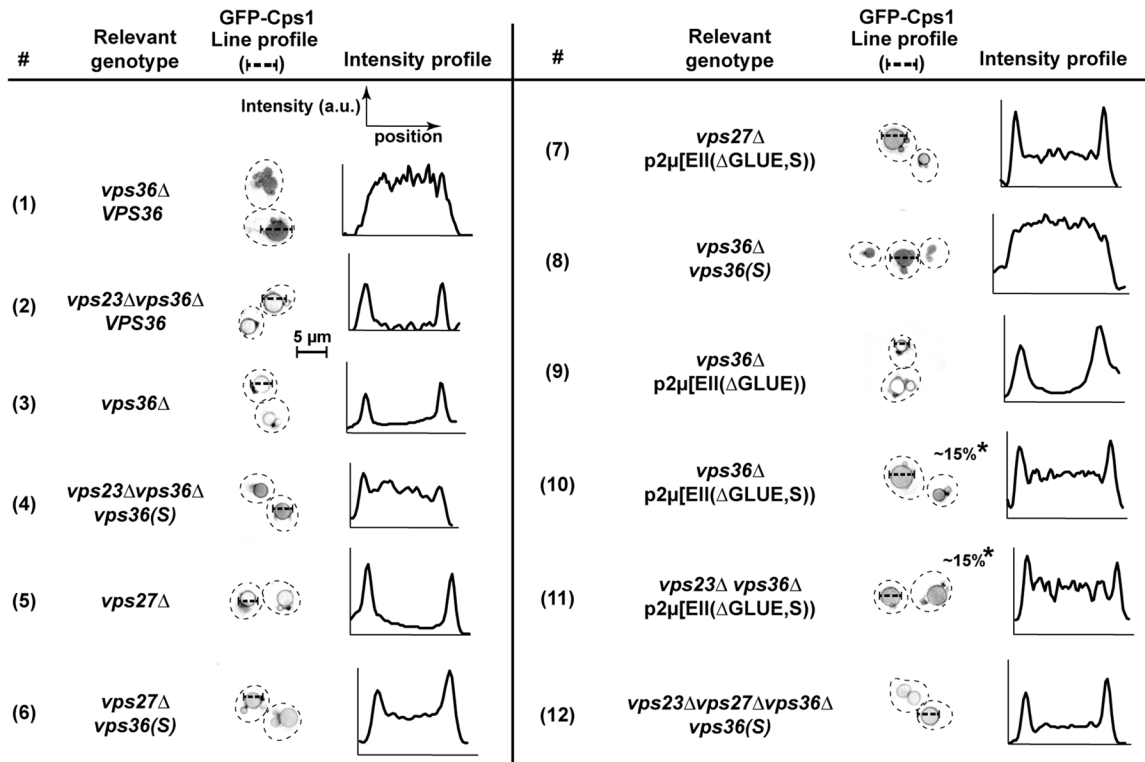 #
Relevant
genotype
GFP-Cps1
Line profile
(---)
Intensity profile
Intensity (a.u.)
position
(1)
vps36Δ
VPS36
(2)
vps23Δvps36Δ
VPS36
5 μm
(3)
vps36Δ
(4)
vps23Δvps36Δ
vps36(S)
(5)
vps27Δ
(6)
vps27Δ
vps36(S)
#
Relevant
genotype
GFP-Cps1
Line profile
(---)
Intensity profile
(7)
vps27Δ
p2μ[EII(ΔGLUE,S))
(8)
vps36Δ
vps36(S)
(9)
vps36Δ
p2μ[EII(ΔGLUE))
(10)
vps36Δ
p2μ[EII(ΔGLUE,S))
~15%*
(11)
vps23Δ vps36Δ
p2μ[EII(ΔGLUE,S))
~15%*
(12)
vps23Δvps27Δvps36Δ
vps36(S)